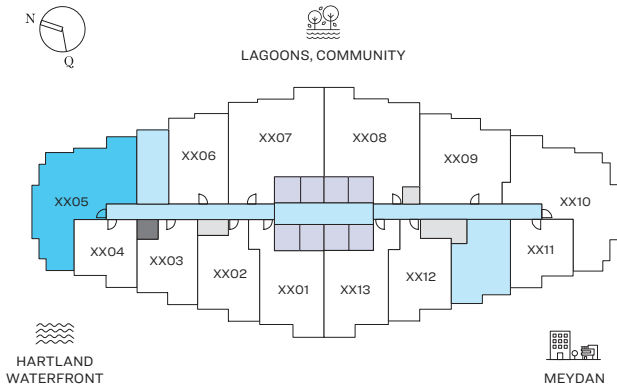 N
Q
LAGOONS, COMMUNITY
XX07
XX08
XX06
XX09
XX05
XX10
XX04
XX03
XX02
XX01
XX13
XX12
XX11
HARTLAND
WATERFRONT
MEYDAN